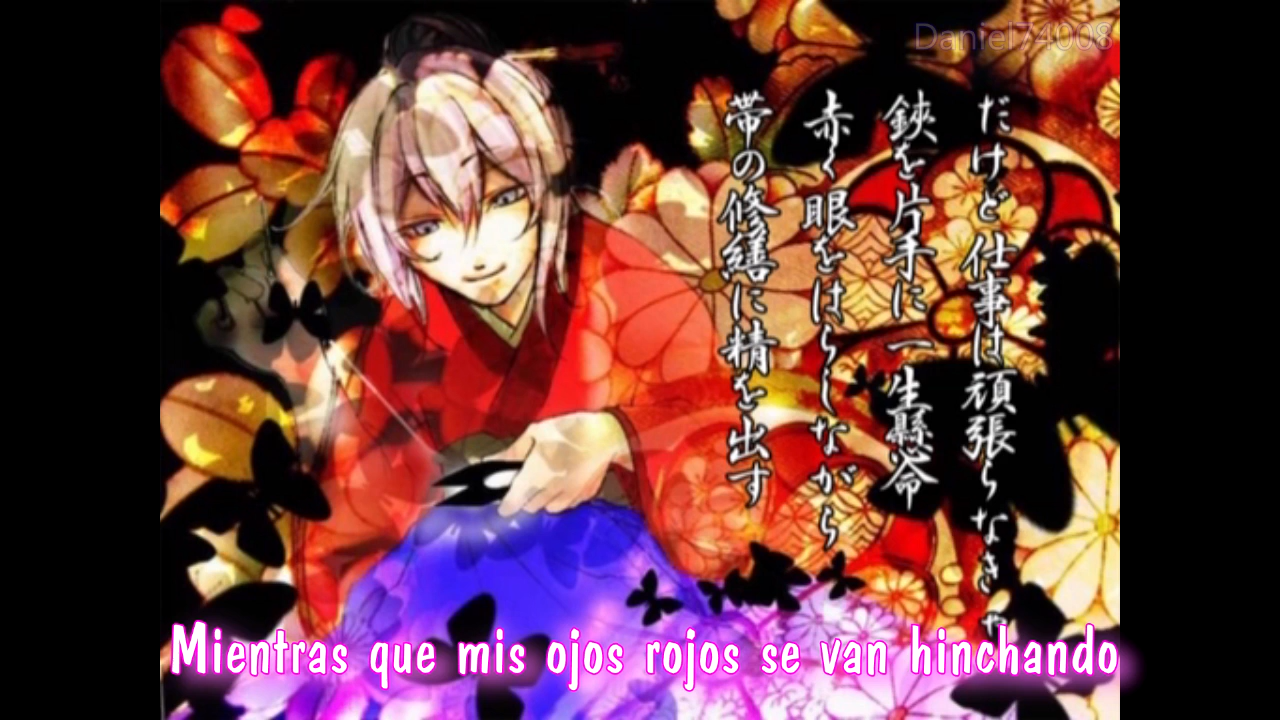 Daniel74008
だけど仕事は頑張らなきゃ
鋏を片手に一生懸命
赤く眼をはらしながら
帯の修繕に精を出す
Mientras que mis ojos rojos se van hinchando